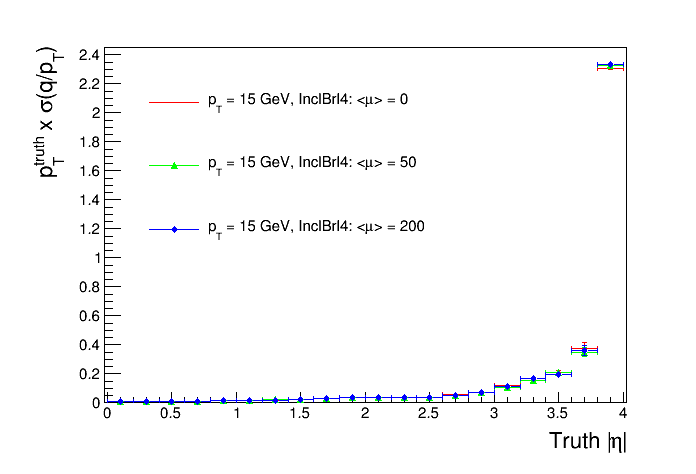 p_T^truth x σ(q/p_T)
2.4
2.2
2
1.8
1.6
1.4
1.2
1
0.8
0.6
0.4
0.2
0
p_T = 15 GeV, InclBrl4: <μ> = 0
p_T = 15 GeV, InclBrl4: <μ> = 50
p_T = 15 GeV, InclBrl4: <μ> = 200
0 0.5 1 1.5 2 2.5 3 3.5 4
Truth |η|